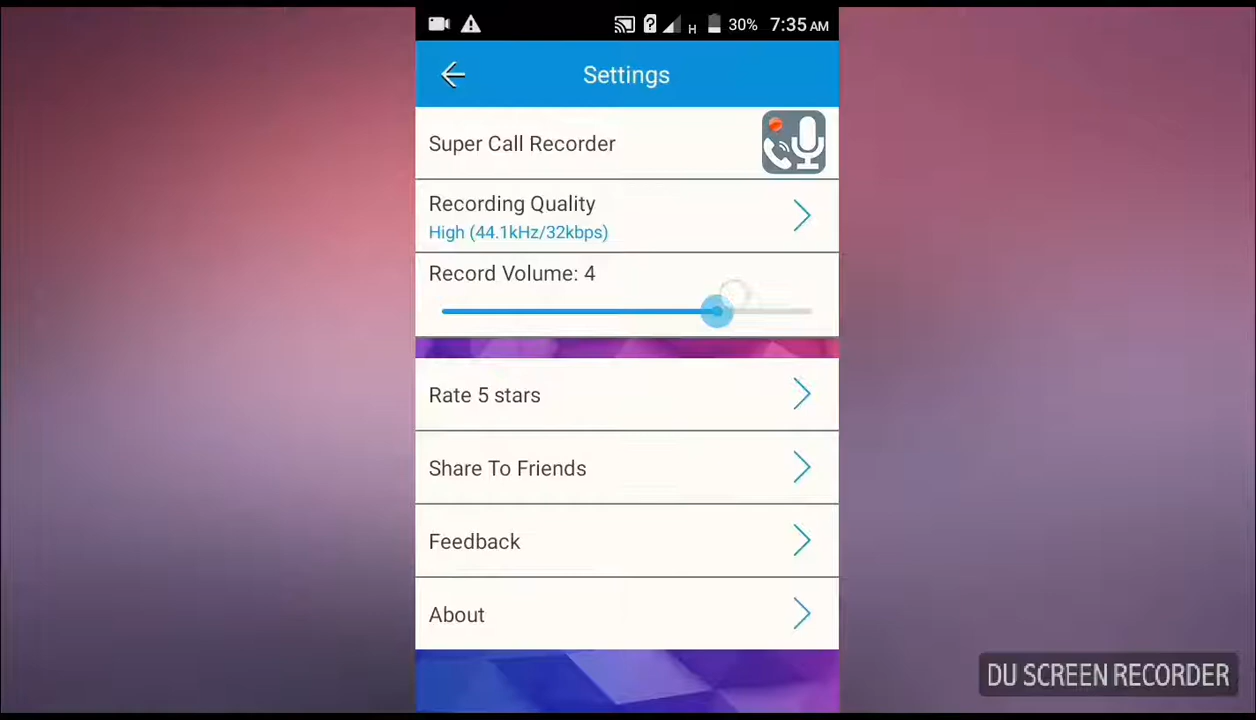 30% 7:35 AM
Settings
Super Call Recorder
Recording Quality
High (44.1kHz/32kbps)
Record Volume: 4
Rate 5 stars
Share To Friends
Feedback
About
DU SCREEN RECORDER